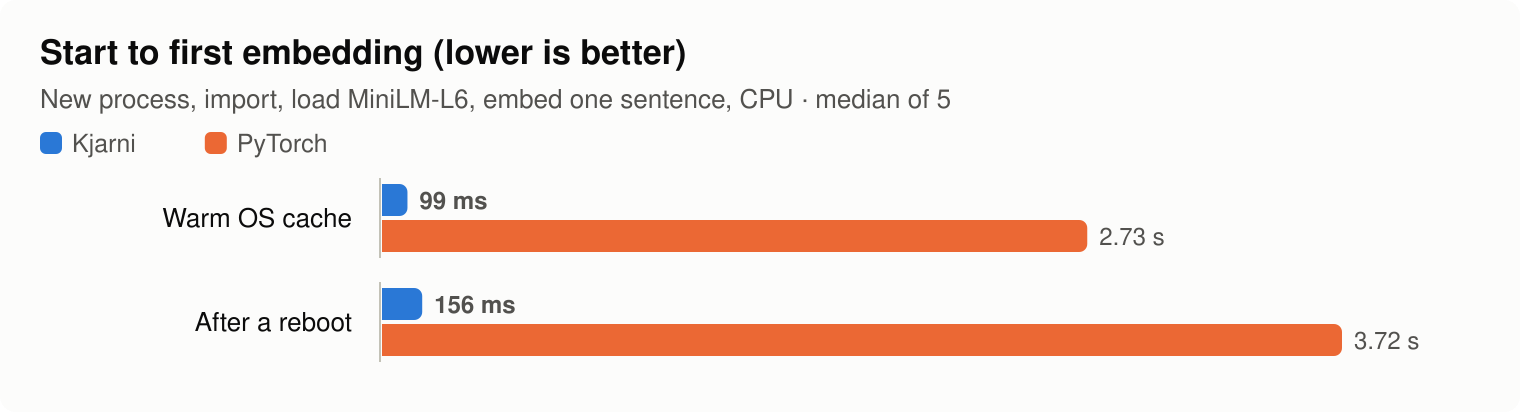 Start to first embedding (lower is better)
New process, import, load MiniLM-L6, embed one sentence, CPU · median of 5
Kjarni PyTorch
Warm OS cache
99 ms
2.73 s
After a reboot
156 ms
3.72 s